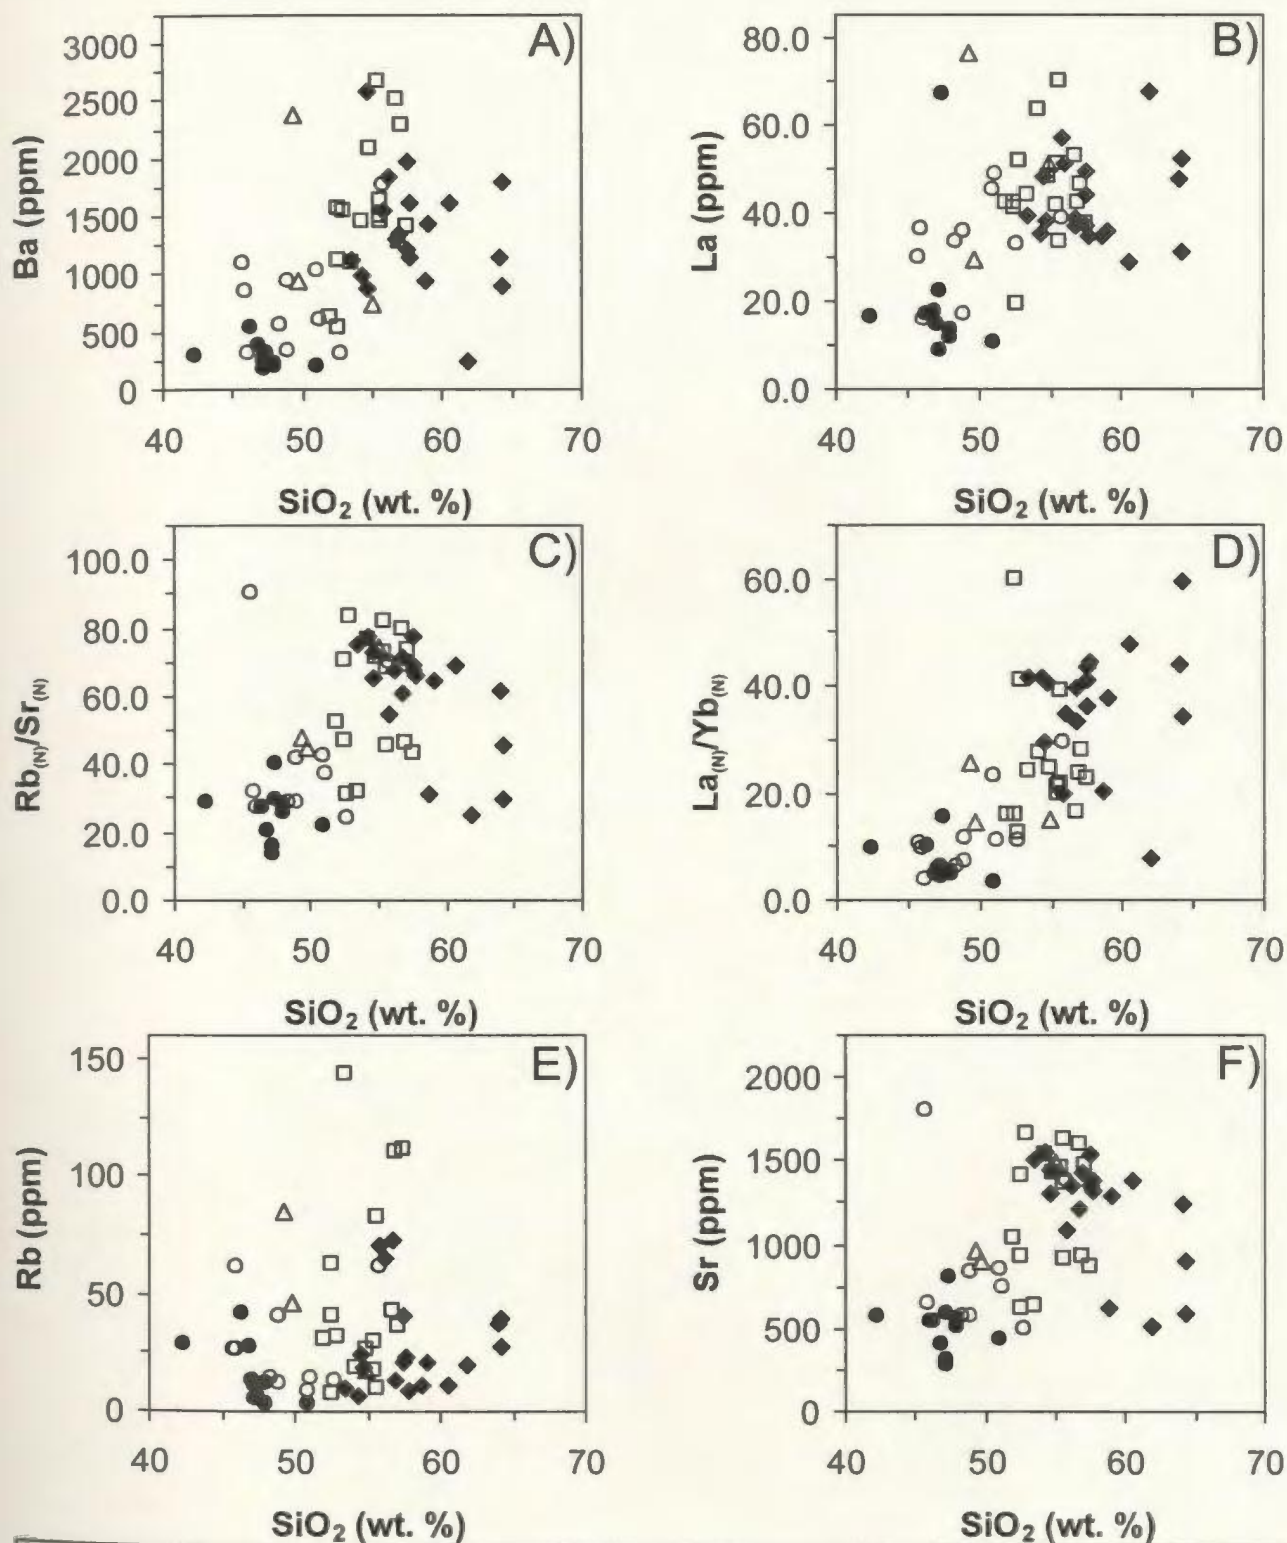 A)
Ba (ppm)
3000
2500
2000
1500
1000
500
0
40 50 60 70
SiO2 (wt. %)
B)
La (ppm)
80.0
60.0
40.0
20.0
0.0
40 50 60 70
SiO2 (wt. %)
C)
Rb(N)/Sr(N)
100.0
80.0
60.0
40.0
20.0
0.0
40 50 60 70
SiO2 (wt. %)
D)
La(N)/Yb(N)
60.0
40.0
20.0
0.0
40 50 60 70
SiO2 (wt. %)
E)
Rb (ppm)
150
100
50
0
40 50 60 70
SiO2 (wt. %)
F)
Sr (ppm)
2000
1500
1000
500
0
40 50 60 70
SiO2 (wt. %)